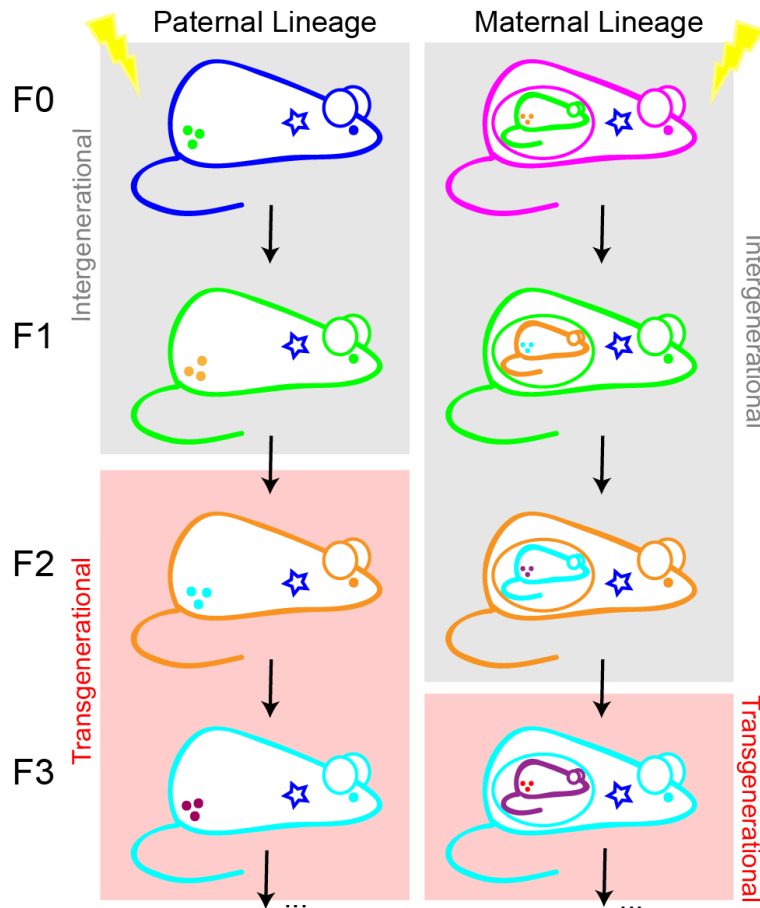 Paternal Lineage
Maternal Lineage
F0
Intergenerational
Intergenerational
F1
F2
Transgenerational
F3
Transgenerational
...
...